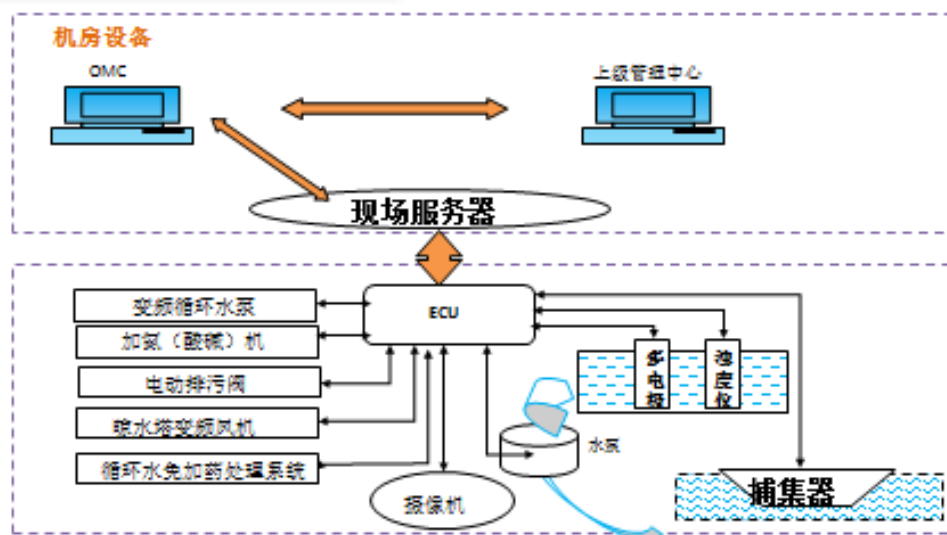 机房设备
OMC
上级管理中心
现场服务器
变频循环水泵
ECU
加氯（酸碱）机
电动排污阀
晾水塔变频风机
循环水免加药处理系统
摄像机
水泵
多电极
浊度仪
捕集器